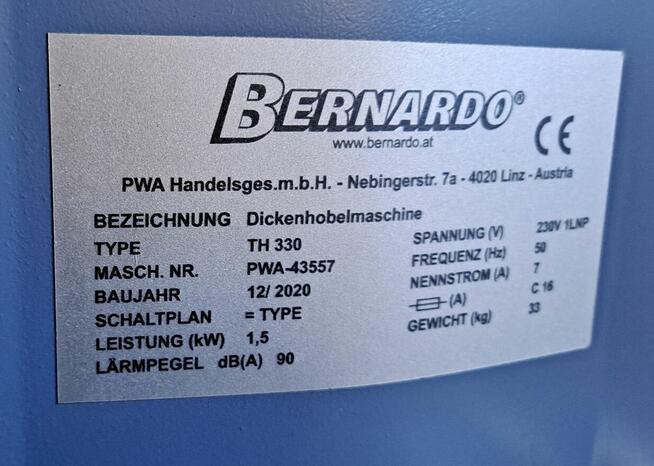 BERNARDO®
www.bernardo.at
CE
PWA Handelsges.m.b.H. - Nebingerstr. 7a - 4020 Linz - Austria
BEZEICHNUNG Dickenhobelmaschine
TYPE TH 330
MASCH. NR. PWA-43557
BAUJAHR 12/ 2020
SCHALTPLAN = TYPE
LEISTUNG (kW) 1,5
LÄRMPEGEL dB(A) 90
SPANNUNG (V) 230V 1LNP
FREQUENZ (Hz) 50
NENNSTROM (A) 7
(A) C 16
GEWICHT (kg) 33